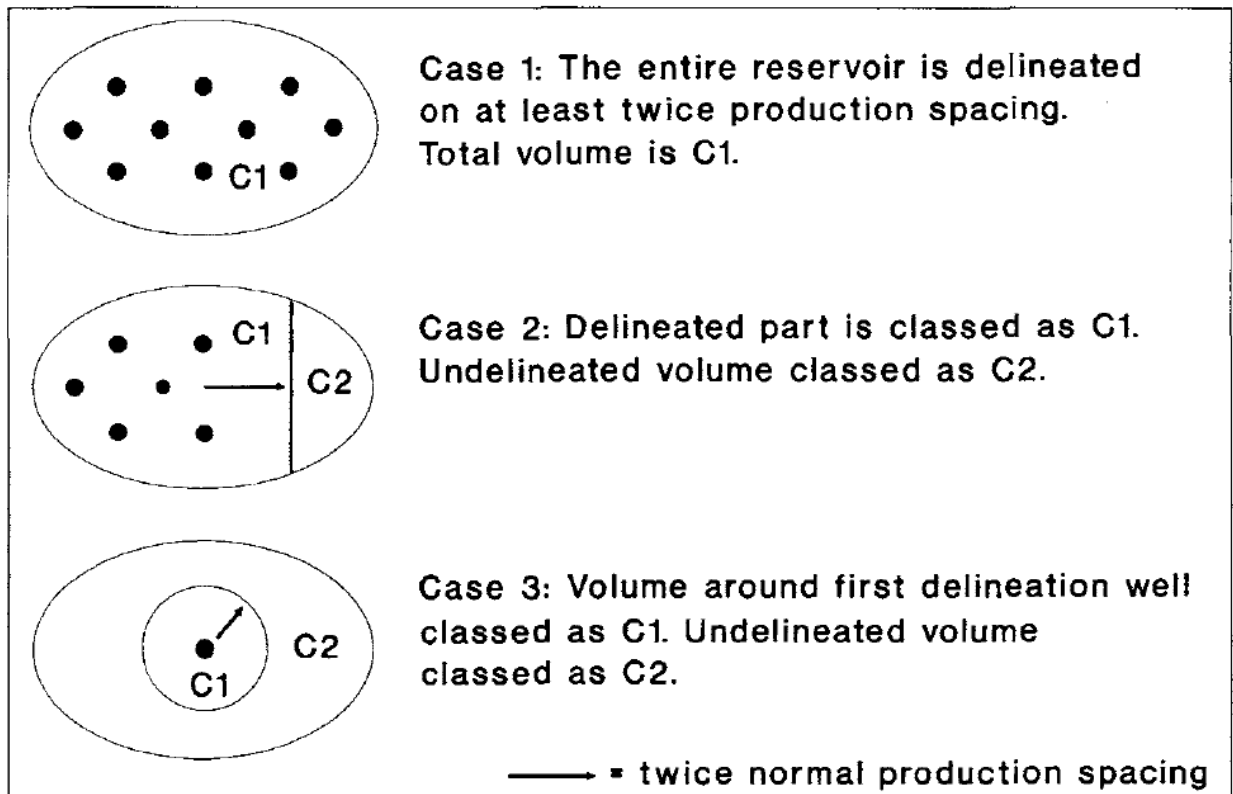 Case 1: The entire reservoir is delineated
on at least twice production spacing.
Total volume is C1.
C1
Case 2: Delineated part is classed as C1.
Undelineated volume classed as C2.
C1
C2
Case 3: Volume around first delineation well
classed as C1. Undelineated volume
classed as C2.
C1
C2
= twice normal production spacing